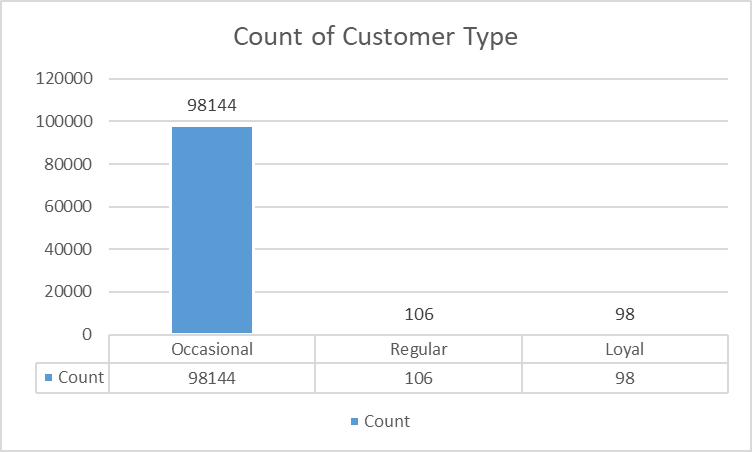 Count of Customer Type
120000
98144
100000
80000
60000
40000
20000
106 98
0
Occasional Regular Loyal
Count 98144 106 98
Count